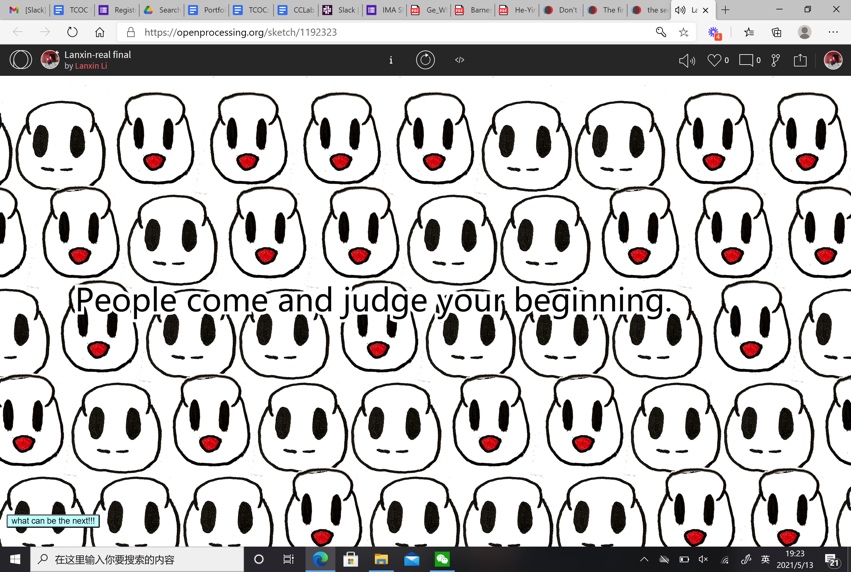 [Slack]
TCOC
Regist
Search
Portfo
TCOC
TCOC
CCLab
Slack |
IMA S
Ge_W
Barne
He-Yi
Don't
The fi
the se
La
https://openprocessing.org/sketch/1192323
4
Lanxin-real final
by Lanxin Li
i
</>
0
0
People come and judge your beginning.
what can be the next!!!
在这里输入你要搜索的内容
英
19:23
2021/5/13
21